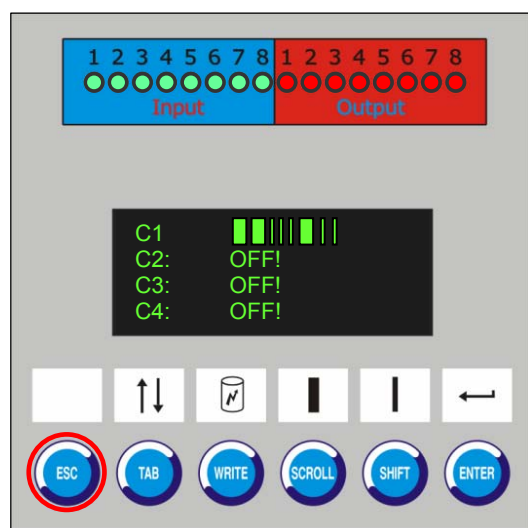 1 2 3 4 5 6 7 8 1 2 3 4 5 6 7 8
Input Output
C1
C2: OFF!
C3: OFF!
C4: OFF!
ESC TAB WRITE SCROLL SHIFT ENTER